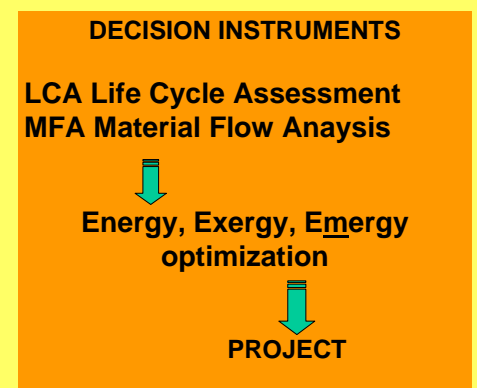 DECISION INSTRUMENTS
LCA Life Cycle Assessment
MFA Material Flow Anaysis
Energy, Exergy, Emergy
optimization
PROJECT